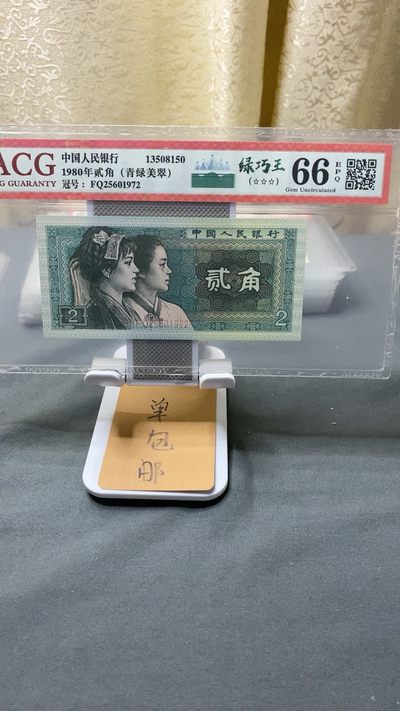 ACG
G GUARANTY
中国人民银行 13508150
1980年贰角（青绿美翠）
冠号： FQ25601972
绿巧王
(☆☆☆)
66
EPQ
Gem Uncirculated
中国人民银行
贰角
2
2
单
包
邮